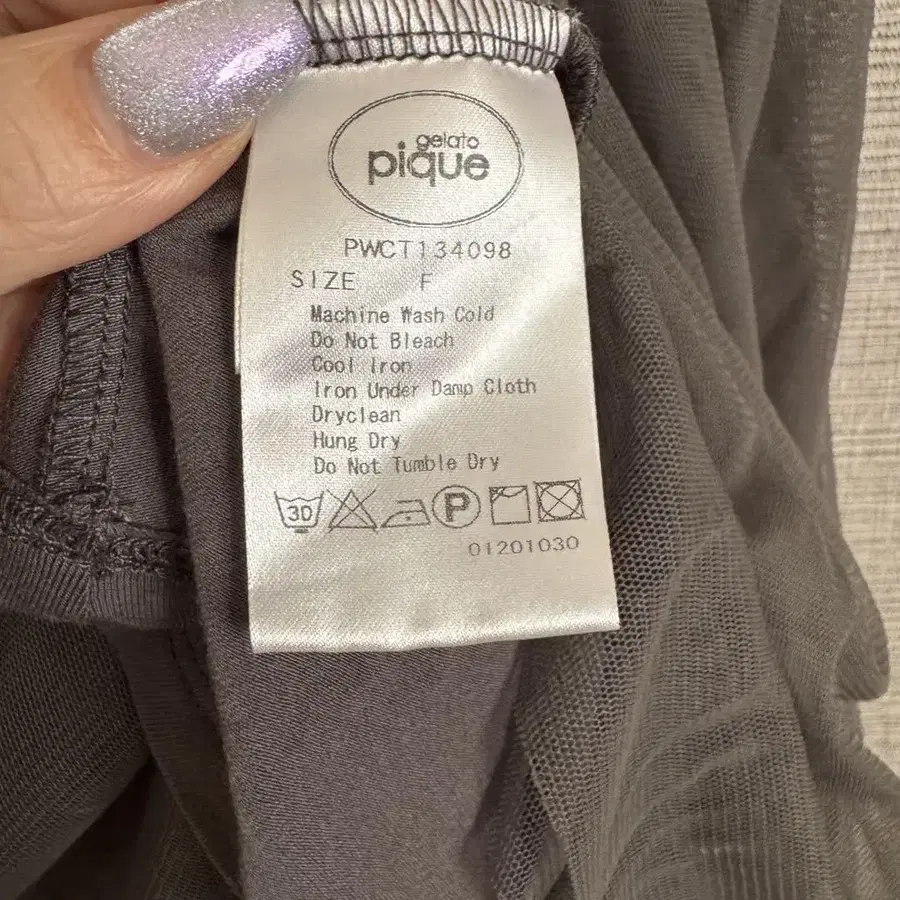 gelato
pique
PWCT134098
SIZE F
Machine Wash Cold
Do Not Bleach
Cool Iron
Iron Under Damp Cloth
Dryclean
Hung Dry
Do Not Tumble Dry
30 P
01201030